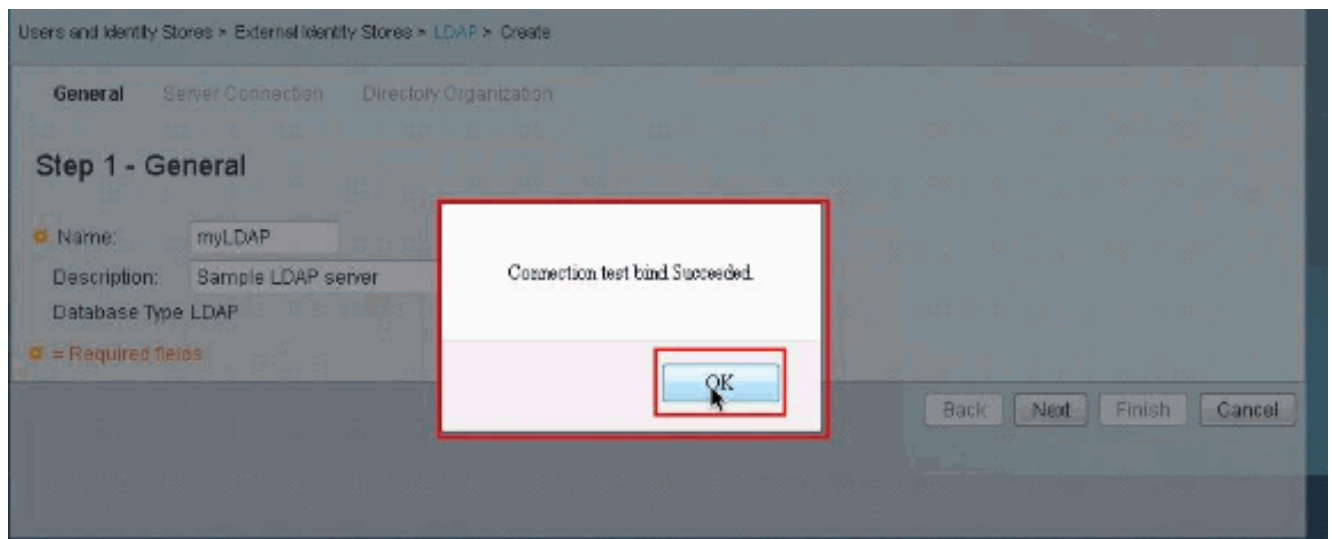 Users and Identity Stores > External Identity Stores > LDAP > Create
General Server Connection Directory Organization
Step 1 - General
Name: myLDAP
Description: Sample LDAP server
Database Type LDAP
= Required fields
Connection test bind Succeeded.
OK
Back Next Finish Cancel